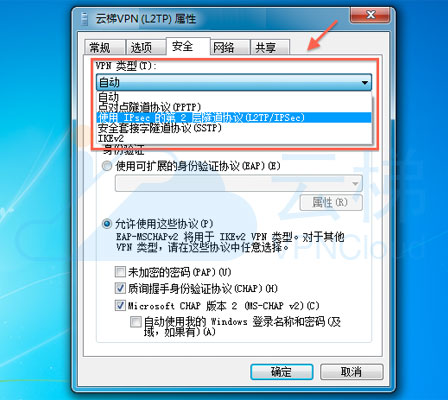 云梯VPN (L2TP) 属性
常规 选项 安全 网络 共享
VPN 类型(T):
自动
自动
点对点隧道协议(PPTP)
使用 IPsec 的第 2 层隧道协议(L2TP/IPSec)
安全套接字隧道协议(SSTP)
IKEv2
身份验证
使用可扩展的身份验证协议(EAP)(E)
属性(R)
允许使用这些协议(P)
EAP-MSCHAPv2 将用于 IKEv2 VPN 类型。对于其他
VPN 类型，请在这些协议中任意选择。
未加密的密码(PAP)(U)
质询握手身份验证协议(CHAP)(H)
Microsoft CHAP 版本 2 (MS-CHAP v2)(C)
自动使用我的 Windows 登录名称和密码(及
域，如果有)(A)
确定 取消
云梯
VPNCloud